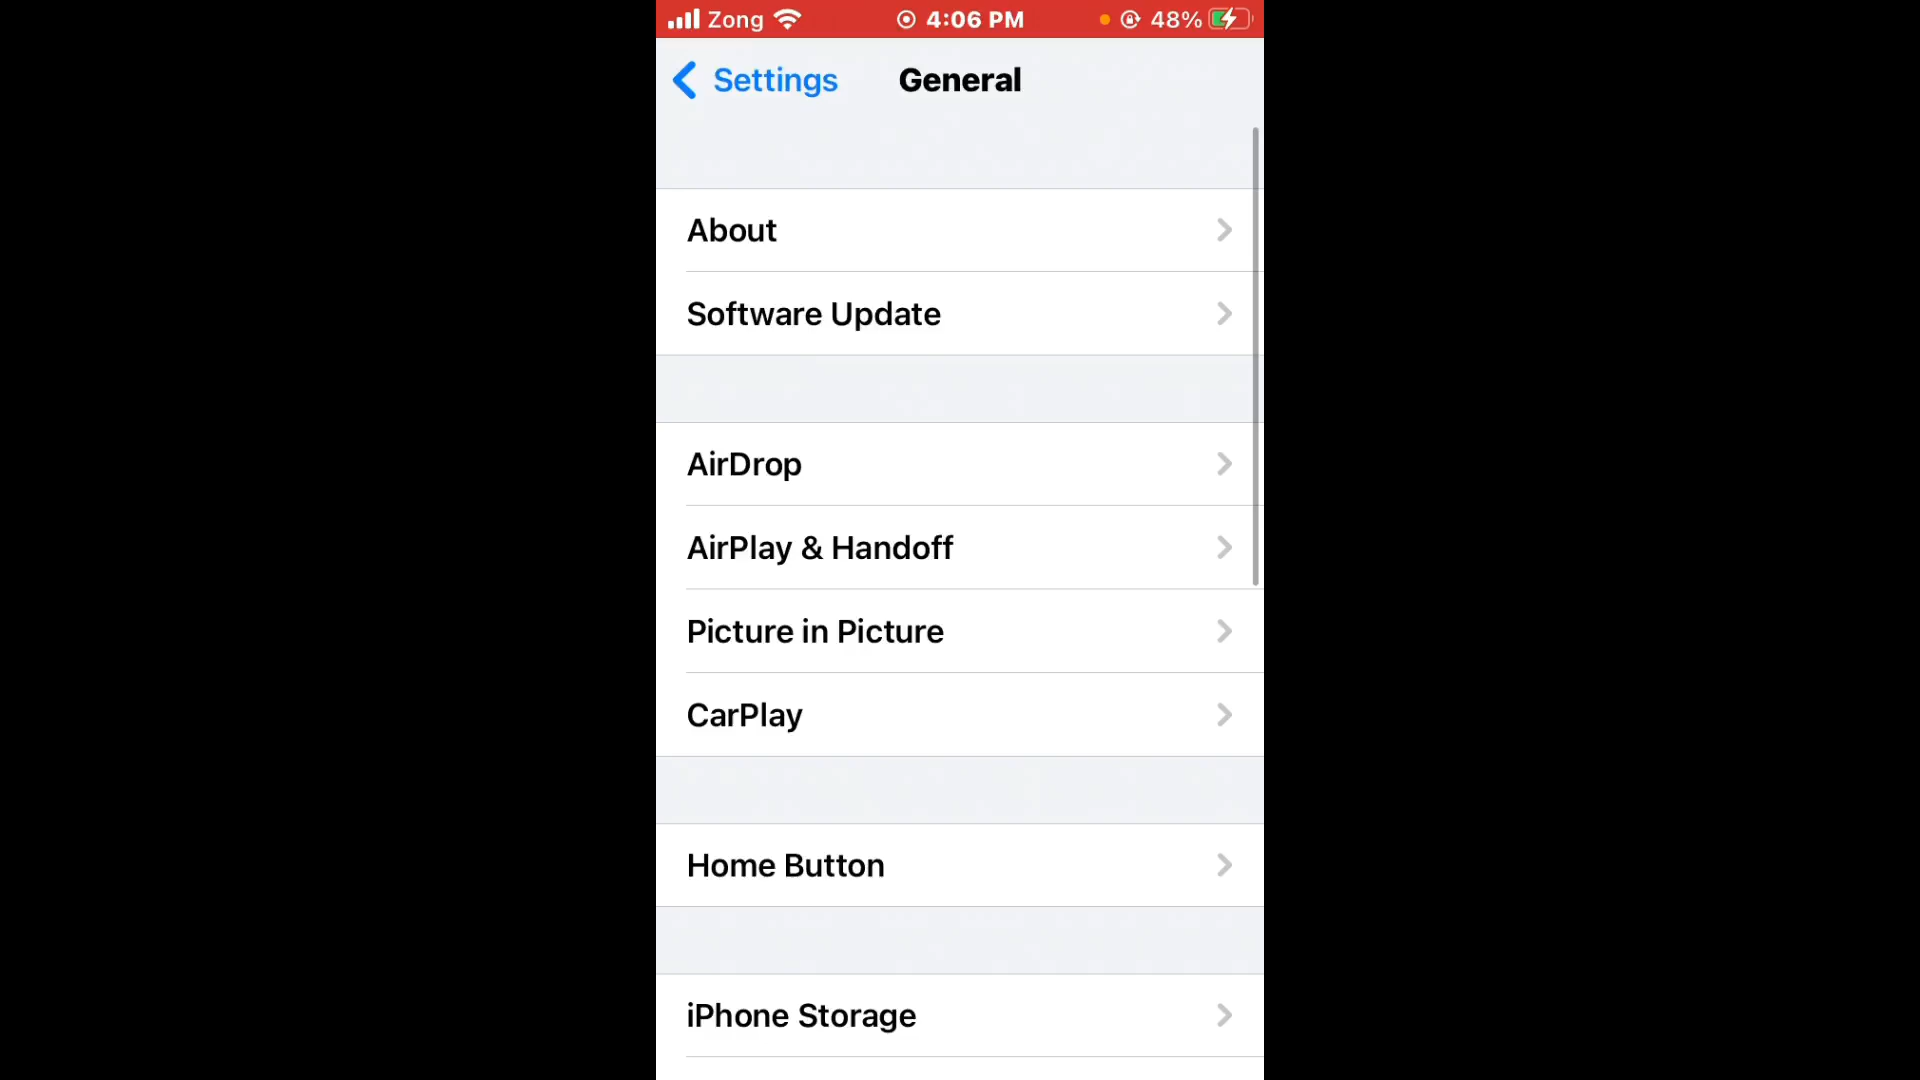 Zong 4:06 PM 48%
Settings General
About
Software Update
AirDrop
AirPlay & Handoff
Picture in Picture
CarPlay
Home Button
iPhone Storage